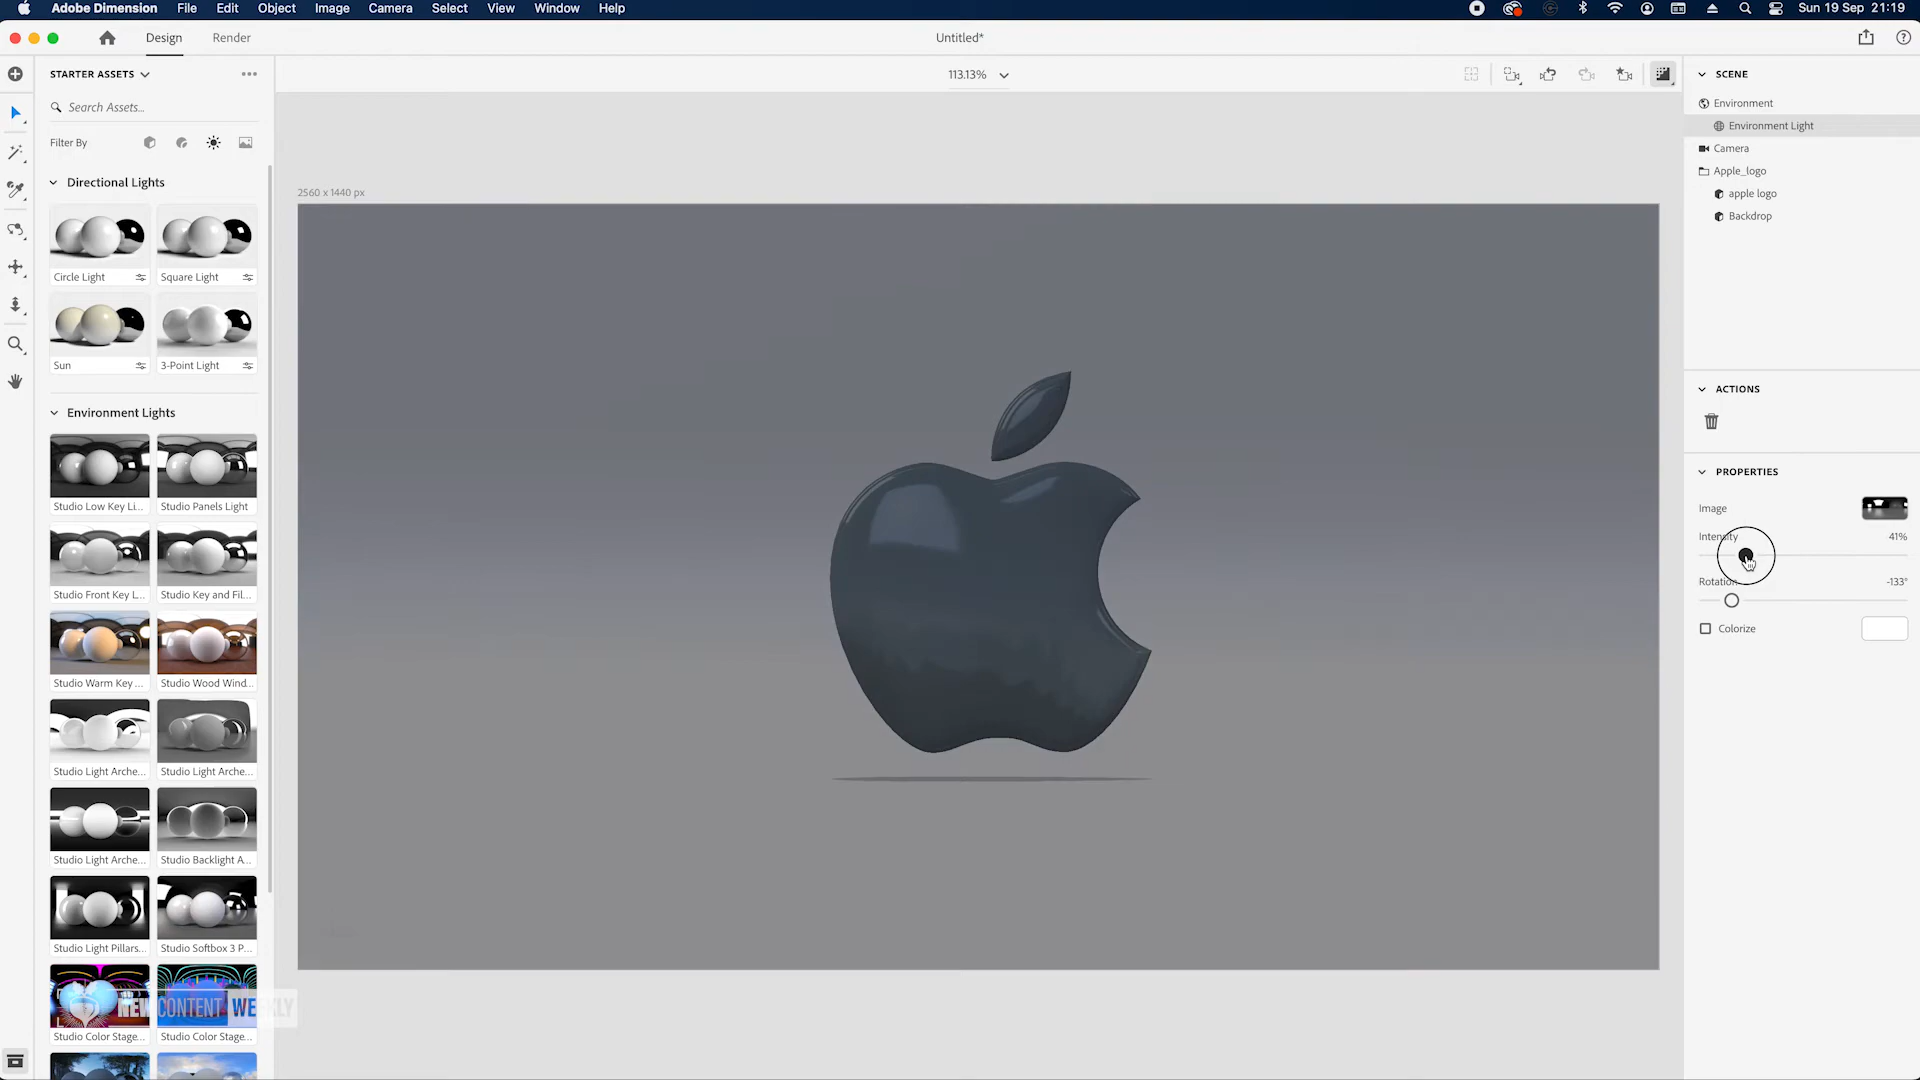 Adobe Dimension File Edit Object Image Camera Select View Window Help Sun 19 Sep 21:19
Design Render Untitled*
STARTER ASSETS
113.13%
Search Assets...
Filter By
Directional Lights
Circle Light Square Light
Sun 3-Point Light
Environment Lights
Studio Low Key Li... Studio Panels Light
Studio Front Key L... Studio Key and Fil...
Studio Warm Key ... Studio Wood Wind...
Studio Light Arche... Studio Light Arche...
Studio Light Arche... Studio Backlight A...
Studio Light Pillars... Studio Softbox 3 P...
NEW CONTENT WEEKLY
Studio Color Stage... Studio Color Stage...
2560 x 1440 px
SCENE
Environment
Environment Light
Camera
Apple_logo
apple logo
Backdrop
ACTIONS
PROPERTIES
Image
Intensity 41%
Rotation -133°
Colorize